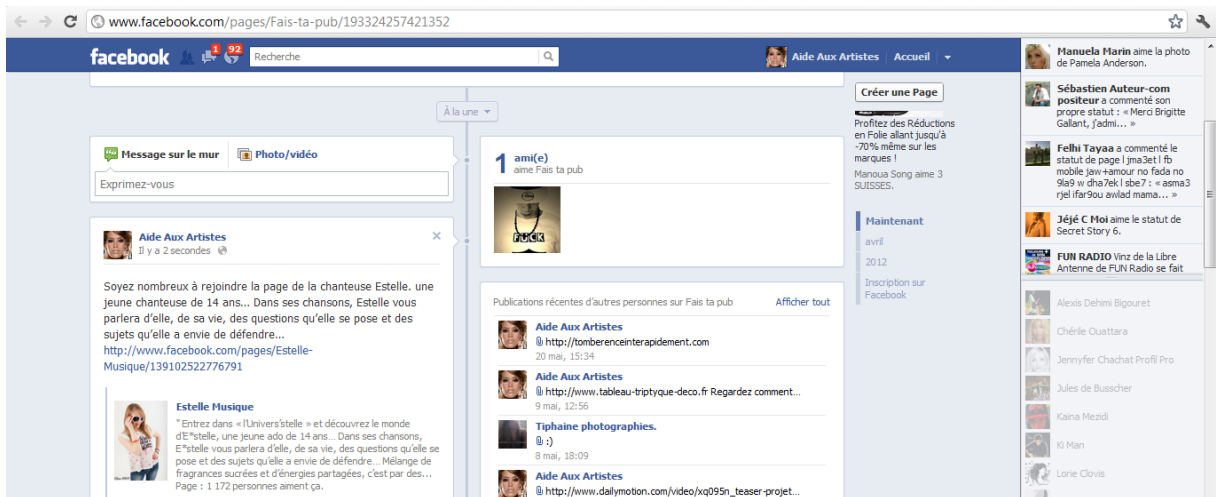 www.facebook.com/pages/Fais-ta-pub/193324257421352
facebook
1
92
Recherche
Aide Aux Artistes
Accueil
À la une
Message sur le mur
Photo/vidéo
Exprimez-vous
Aide Aux Artistes
Il y a 2 secondes
Soyez nombreux à rejoindre la page de la chanteuse Estelle. une
jeune chanteuse de 14 ans... Dans ses chansons, Estelle vous
parlera d'elle, de sa vie, des questions qu'elle se pose et des
sujets qu'elle a envie de défendre...
http://www.facebook.com/pages/Estelle-
Musique/139102522776791
Estelle Musique
"Entrez dans «l'Univers'stelle » et découvrez le monde
d'E*stelle, une jeune ado de 14 ans... Dans ses chansons,
E*stelle vous parlera d'elle, de sa vie, des questions qu'elle se
pose et des sujets qu'elle a envie de défendre... Mélange de
fragrances sucrées et d'énergies partagées, c'est par des...
Page : 1 172 personnes aiment ça.
1 ami(e)
aime Fais ta pub
FUCK
Publications récentes d'autres personnes sur Fais ta pub
Afficher tout
Aide Aux Artistes
http://tomberenceinterapidement.com
20 mai, 15:34
Aide Aux Artistes
http://www.tableau-triptyque-deco.fr Regardez comment...
9 mai, 12:56
Tiphaine photographies.
:)
8 mai, 18:09
Aide Aux Artistes
http://www.dailymotion.com/video/xq095n_teaser-projet...
Créer une Page
Profitez des Réductions
en Folie allant jusqu'à
-70% même sur les
marques !
Manoua Song aime 3
SUISSES.
Maintenant
avril
2012
Inscription sur
Facebook
Manuela Marin aime la photo
de Pamela Anderson.
Sébastien Auteur-com
positeur a commenté son
propre statut : « Merci Brigitte
Gallant, j'admi... »
Felhi Tayaa a commenté le
statut de page l jma3et l fb
mobile jaw+amour no fada no
9la9 w dha7ek l sbe7 : « asma3
rjel ifar9ou awlad mama... »
Jéjé C Moi aime le statut de
Secret Story 6.
FUN RADIO Vinz de la Libre
Antenne de FUN Radio se fait
Alexis Dehimi Bigouret
Chérile Ouattara
Jennyfer Chachat Profil Pro
Jules de Busscher
Kaina Mezidi
Ki Man
Lorie Clovis